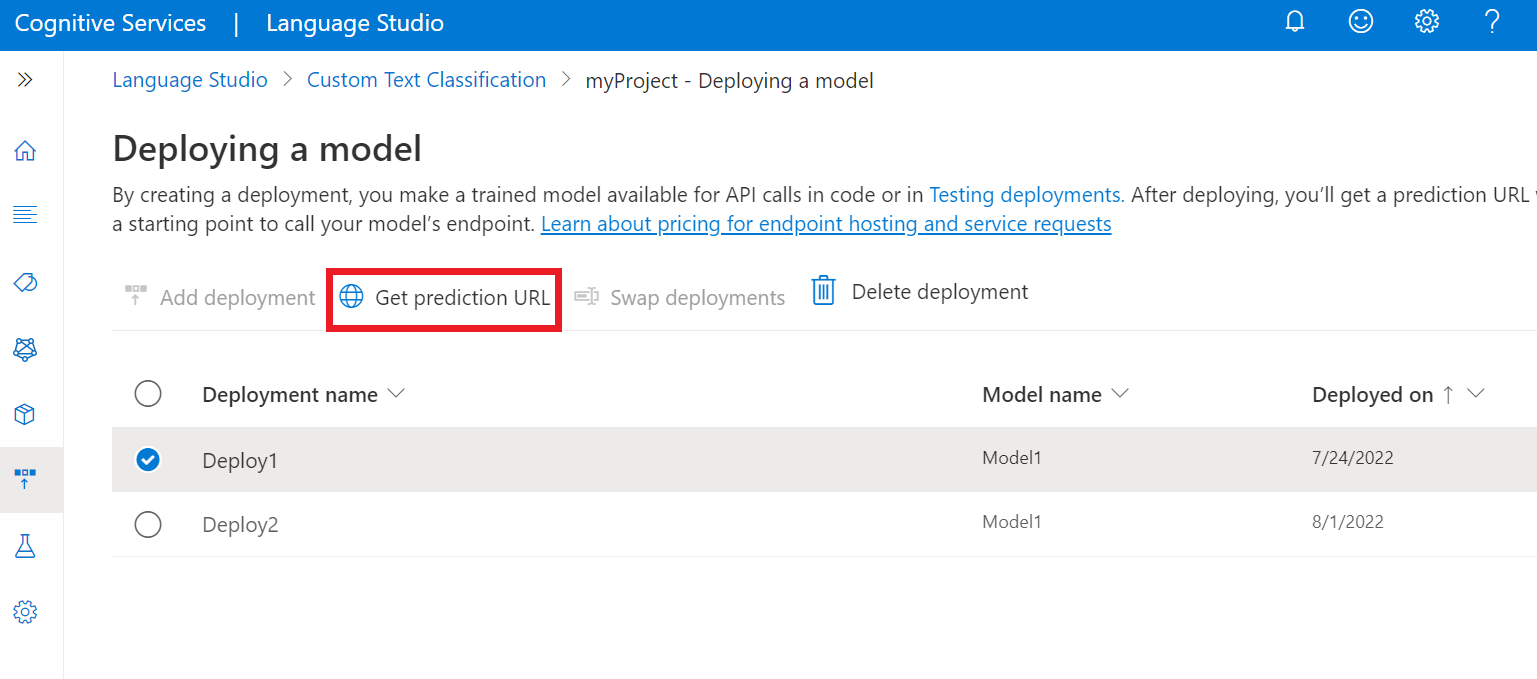 Cognitive Services | Language Studio
Language Studio > Custom Text Classification > myProject - Deploying a model
Deploying a model
By creating a deployment, you make a trained model available for API calls in code or in Testing deployments. After deploying, you’ll get a prediction URL
a starting point to call your model’s endpoint. Learn about pricing for endpoint hosting and service requests
Add deployment Get prediction URL Swap deployments Delete deployment
Deployment name Model name Deployed on ↑
Deploy1 Model1 7/24/2022
Deploy2 Model1 8/1/2022